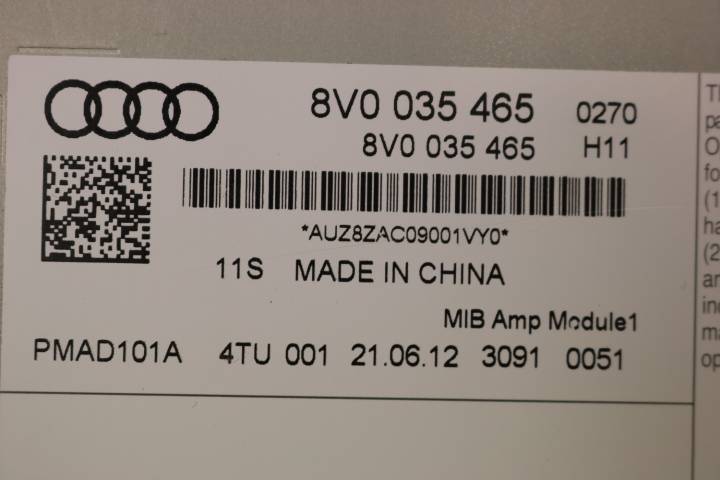 8V0 035 465 0270
8V0 035 465 H11
*AUZ8ZAC09001VY0*
11S MADE IN CHINA
MIB Amp Module1
PMAD101A 4TU 001 21.06.12 3091 0051